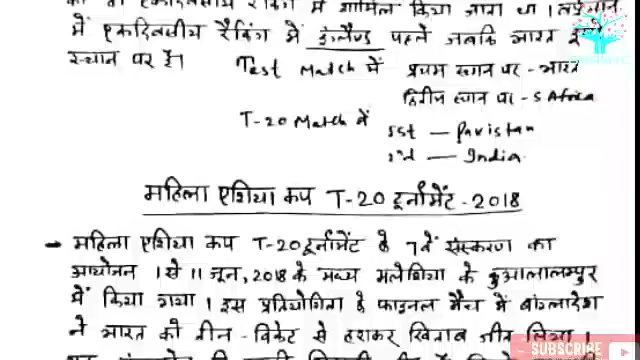 में एकदिवसीय रैंकिंग में इंग्लैण्ड पहले जबकि भारत दूसरे
स्थान पर है।
Test Match में प्रथम स्थान पर - भारत
द्वितीय स्थान पर - S Africa
T-20 Match में 1st — Pakistan
2nd — India
महिला एशिया कप T-20 टूर्नामेंट - 2018
→ महिला एशिया कप T-20 टूर्नामेंट के 7वें संस्करण का
आयोजन 1 से 11 जून, 2018 के मध्य मलेशिया के कुआलालम्पुर
में किया गया। इस प्रतियोगिता के फाइनल मैच में बांग्लादेश
ने भारत को तीन - विकेट से हराकर खिताब जीत लिया।
SUBSCRIBE